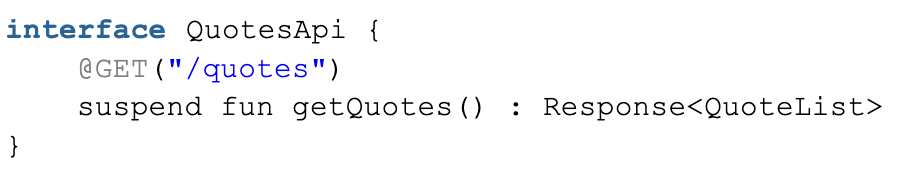 interface QuotesApi {
    @GET("/quotes")
    suspend fun getQuotes() : Response<QuoteList>
}